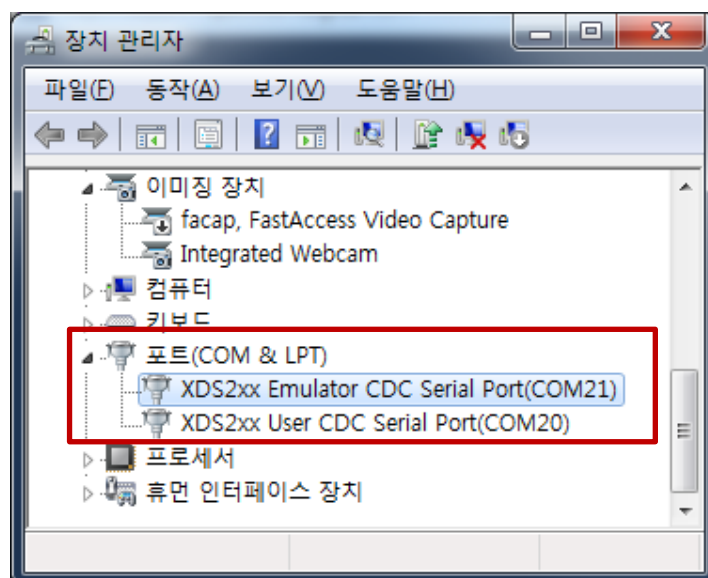 장치 관리자
파일(F) 동작(A) 보기(V) 도움말(H)
이미징 장치
facap, FastAccess Video Capture
Integrated Webcam
컴퓨터
키보드
포트(COM & LPT)
XDS2xx Emulator CDC Serial Port(COM21)
XDS2xx User CDC Serial Port(COM20)
프로세서
휴먼 인터페이스 장치